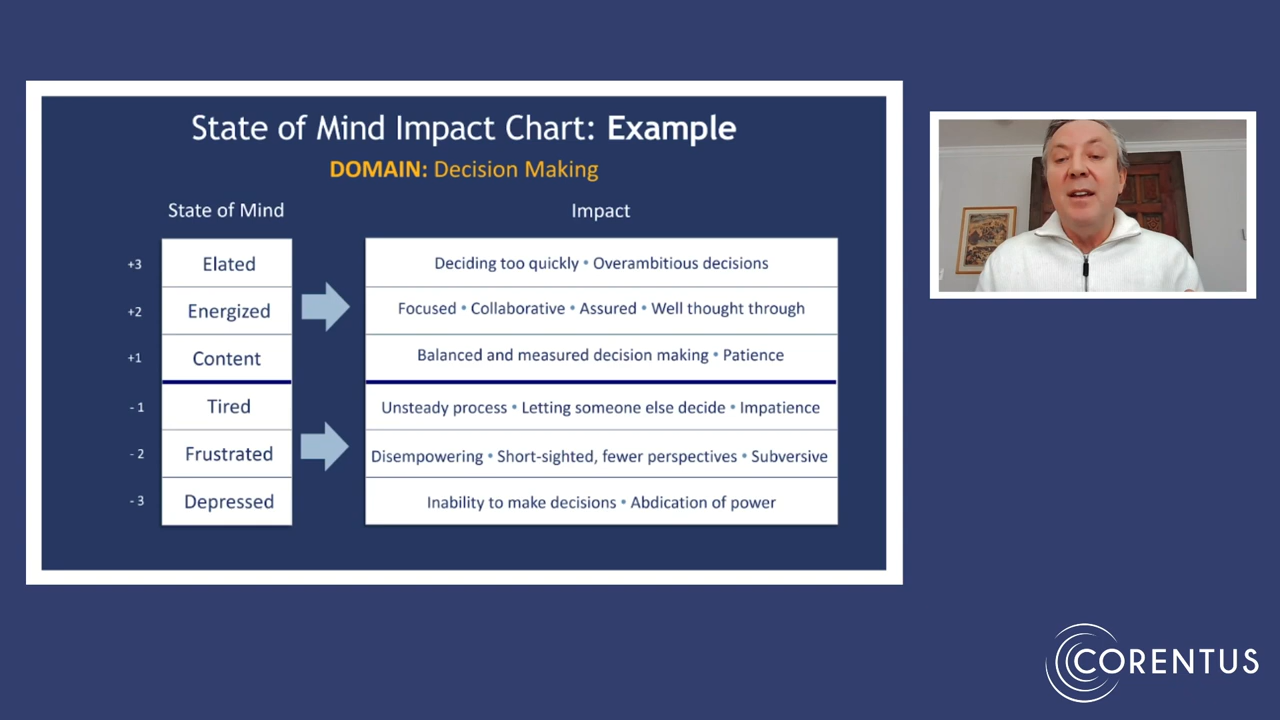 State of Mind Impact Chart: Example
DOMAIN: Decision Making
State of Mind
Impact
+3 Elated Deciding too quickly • Overambitious decisions
+2 Energized Focused • Collaborative • Assured • Well thought through
+1 Content Balanced and measured decision making • Patience
- 1 Tired Unsteady process • Letting someone else decide • Impatience
- 2 Frustrated Disempowering • Short-sighted, fewer perspectives • Subversive
- 3 Depressed Inability to make decisions • Abdication of power
CORENTUS